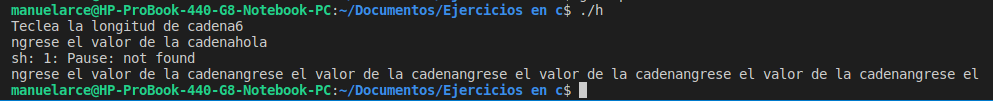 manuelarce@HP-ProBook-440-G8-Notebook-PC:~/Documentos/Ejercicios en c$ ./h
Teclea la longitud de cadena6
ngrese el valor de la cadenahola
sh: 1: Pause: not found
ngrese el valor de la cadenangrese el valor de la cadenangrese el valor de la cadenangrese el valor de la cadenangrese el
manuelarce@HP-ProBook-440-G8-Notebook-PC:~/Documentos/Ejercicios en c$